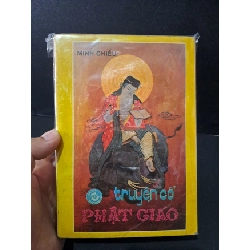 MINH CHIẾU
truyện cổ
PHẬT GIÁO